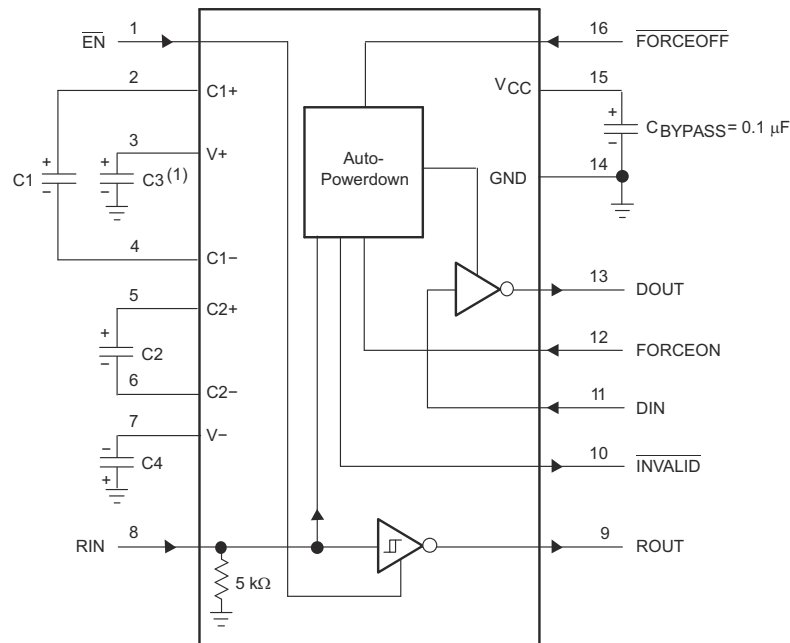 1
EN
16
FORCEOFF
2
C1+
15
VCC
+
–
CBYPASS = 0.1 μF
3
V+
+
–
C1
+
–
C3(1)
Auto-
Powerdown
14
GND
4
C1–
5
C2+
13
DOUT
+
–
C2
12
FORCEON
6
C2–
11
DIN
7
V–
–
+
C4
10
INVALID
8
RIN
9
ROUT
5 kΩ